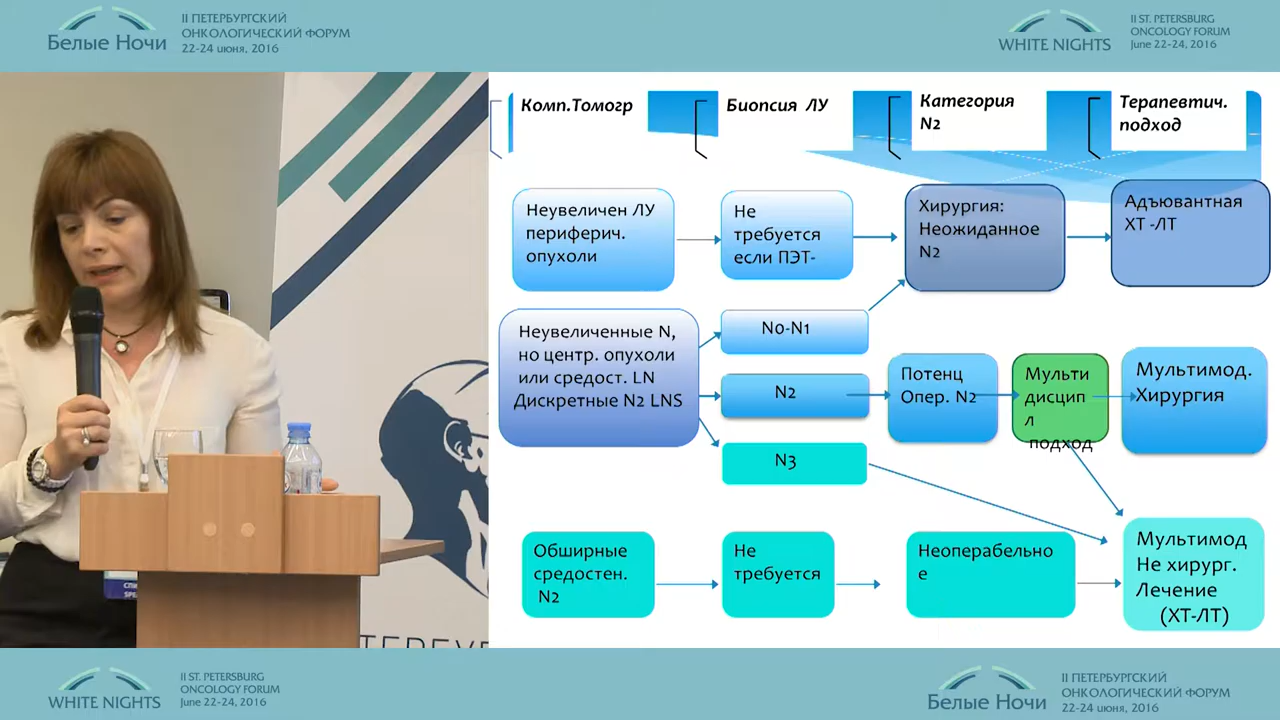 II ПЕТЕРБУРГСКИЙ
ОНКОЛОГИЧЕСКИЙ ФОРУМ
Белые Ночи
22-24 июня, 2016
II ST. PETERSBURG
ONCOLOGY FORUM
WHITE NIGHTS
June 22-24, 2016
Комп.Томогр
Биопсия ЛУ
Категория
N2
Терапевтич.
подход
Неувеличен ЛУ
периферич.
опухоли
Не
требуется
если ПЭТ-
Хирургия:
Неожиданное
N2
Адъювантная
ХТ -ЛТ
Неувеличенные N,
но центр. опухоли
или средост. LN
Дискретные N2 LNS
N0-N1
N2
N3
Потенц
Опер. N2
Мульти
дисцип
л
подход
Мультимод.
Хирургия
Обширные
средостен.
N2
Не
требуется
Неоперабельно
е
Мультимод
Не хирург.
Лечение
(ХТ-ЛТ)
II ST. PETERSBURG
ONCOLOGY FORUM
WHITE NIGHTS
June 22-24, 2016
II ПЕТЕРБУРГСКИЙ
ОНКОЛОГИЧЕСКИЙ ФОРУМ
Белые Ночи
22-24 июня, 2016